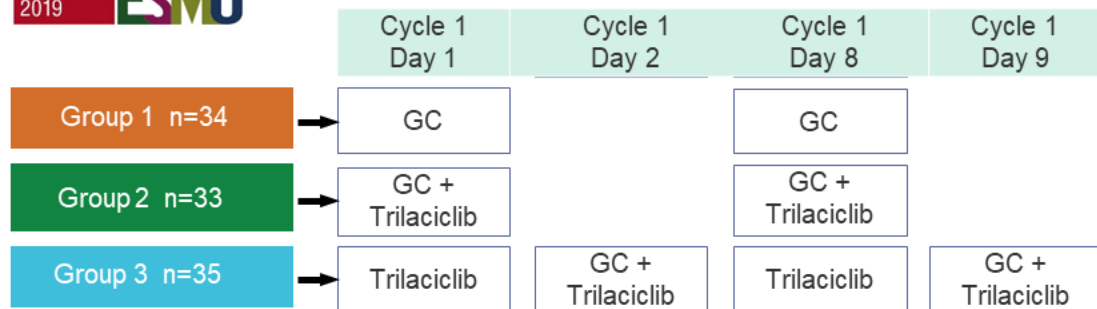 2019
ESMO
Cycle 1
Day 1
Cycle 1
Day 2
Cycle 1
Day 8
Cycle 1
Day 9
Group 1 n=34
GC
GC
Group 2 n=33
GC +
Trilaciclib
GC +
Trilaciclib
Group 3 n=35
Trilaciclib
GC +
Trilaciclib
Trilaciclib
GC +
Trilaciclib